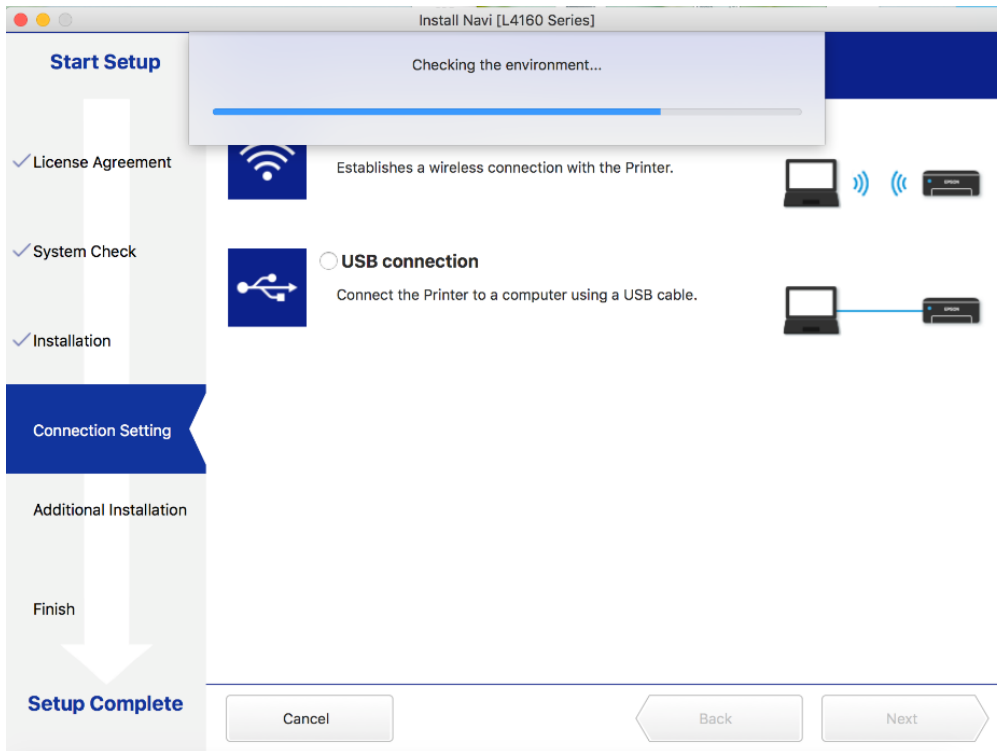 Install Navi [L4160 Series]
Start Setup
Checking the environment...
License Agreement
Establishes a wireless connection with the Printer.
EPSON
System Check
USB connection
Connect the Printer to a computer using a USB cable.
EPSON
Installation
Connection Setting
Additional Installation
Finish
Setup Complete
Cancel
Back
Next